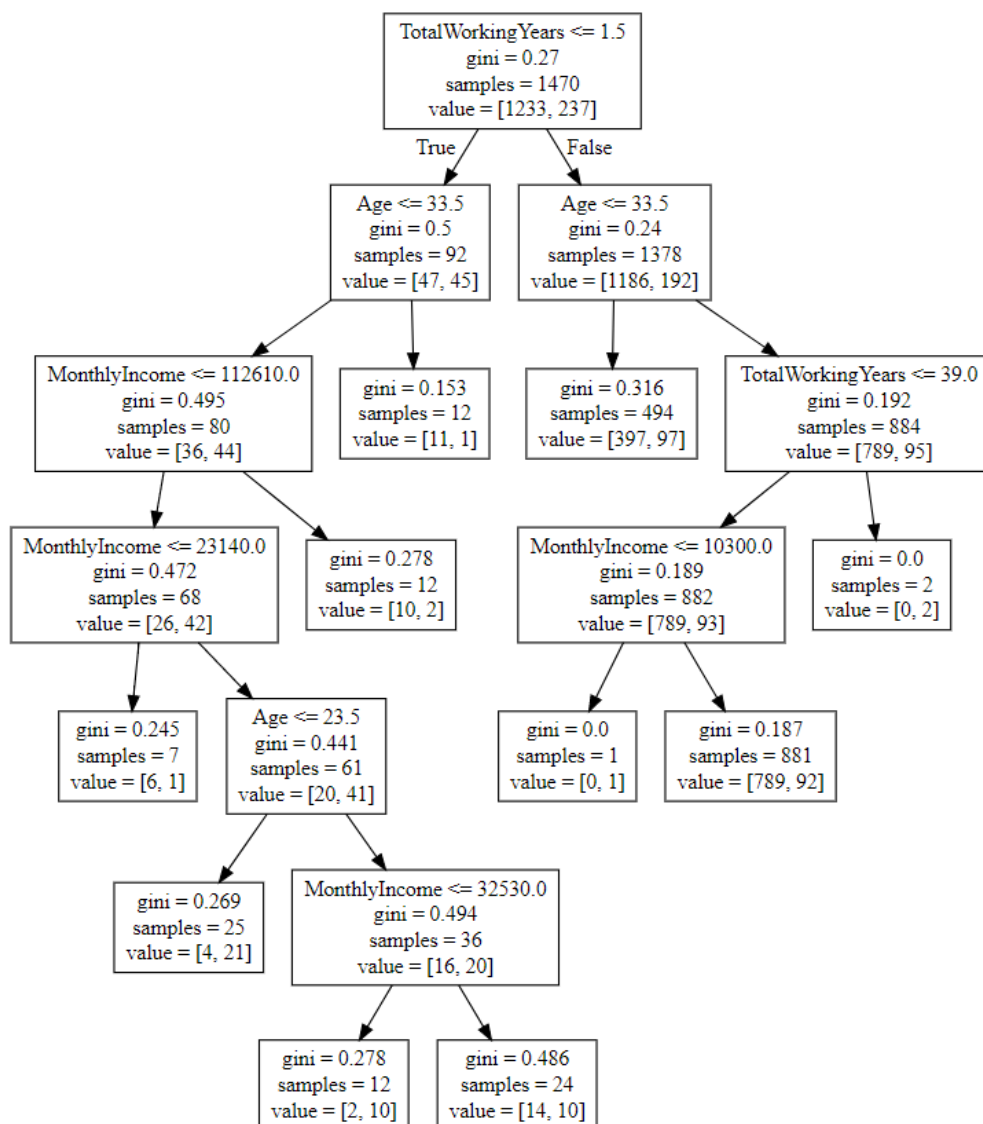 TotalWorkingYears <= 1.5
gini = 0.27
samples = 1470
value = [1233, 237]
True
False
Age <= 33.5
gini = 0.5
samples = 92
value = [47, 45]
Age <= 33.5
gini = 0.24
samples = 1378
value = [1186, 192]
MonthlyIncome <= 112610.0
gini = 0.495
samples = 80
value = [36, 44]
gini = 0.153
samples = 12
value = [11, 1]
gini = 0.316
samples = 494
value = [397, 97]
TotalWorkingYears <= 39.0
gini = 0.192
samples = 884
value = [789, 95]
MonthlyIncome <= 23140.0
gini = 0.472
samples = 68
value = [26, 42]
gini = 0.278
samples = 12
value = [10, 2]
MonthlyIncome <= 10300.0
gini = 0.189
samples = 882
value = [789, 93]
gini = 0.0
samples = 2
value = [0, 2]
gini = 0.245
samples = 7
value = [6, 1]
Age <= 23.5
gini = 0.441
samples = 61
value = [20, 41]
gini = 0.0
samples = 1
value = [0, 1]
gini = 0.187
samples = 881
value = [789, 92]
gini = 0.269
samples = 25
value = [4, 21]
MonthlyIncome <= 32530.0
gini = 0.494
samples = 36
value = [16, 20]
gini = 0.278
samples = 12
value = [2, 10]
gini = 0.486
samples = 24
value = [14, 10]